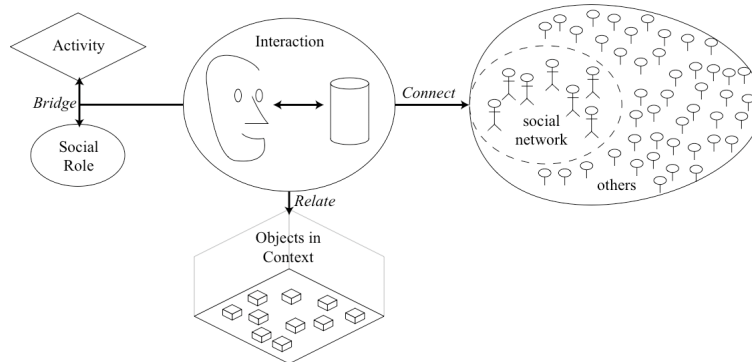 Activity
Bridge
Social
Role
Interaction
Connect
social
network
others
Relate
Objects in
Context